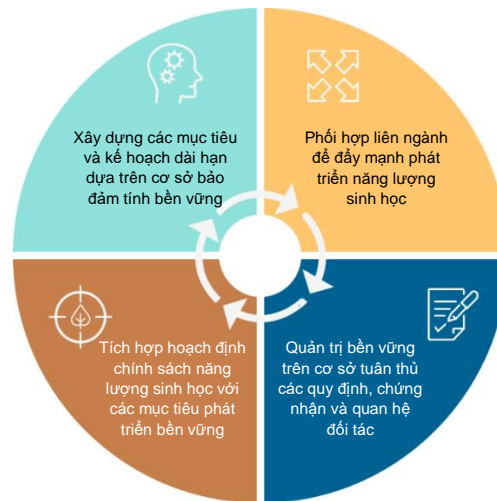 Xây dựng các mục tiêu
và kế hoạch dài hạn
dựa trên cơ sở bảo
đảm tính bền vững
Phối hợp liên ngành
để đẩy mạnh phát
triển năng lượng
sinh học
Tích hợp hoạch định
chính sách năng
lượng sinh học với
các mục tiêu phát
triển bền vững
Quản trị bền vững
trên cơ sở tuân thủ
các quy định, chứng
nhận và quan hệ
đối tác